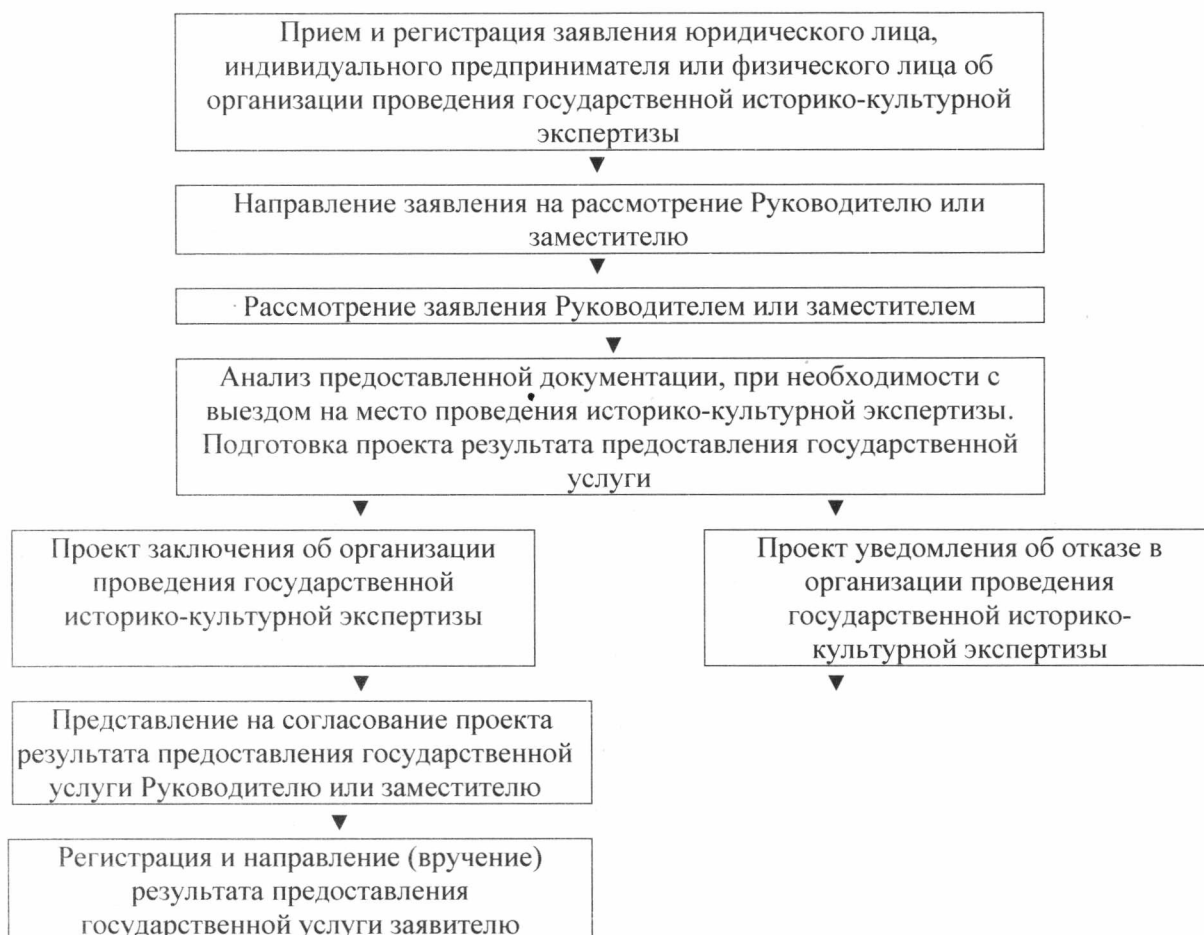 Прием и регистрация заявления юридического лица,
индивидуального предпринимателя или физического лица об
организации проведения государственной историко-культурной
экспертизы
Направление заявления на рассмотрение Руководителю или
заместителю
Рассмотрение заявления Руководителем или заместителем
Анализ предоставленной документации, при необходимости с
выездом на место проведения историко-культурной экспертизы.
Подготовка проекта результата предоставления государственной
услуги
Проект заключения об организации
проведения государственной
историко-культурной экспертизы
Проект уведомления об отказе в
организации проведения
государственной историко-
культурной экспертизы
Представление на согласование проекта
результата предоставления государственной
услуги Руководителю или заместителю
Регистрация и направление (вручение)
результата предоставления
государственной услуги заявителю